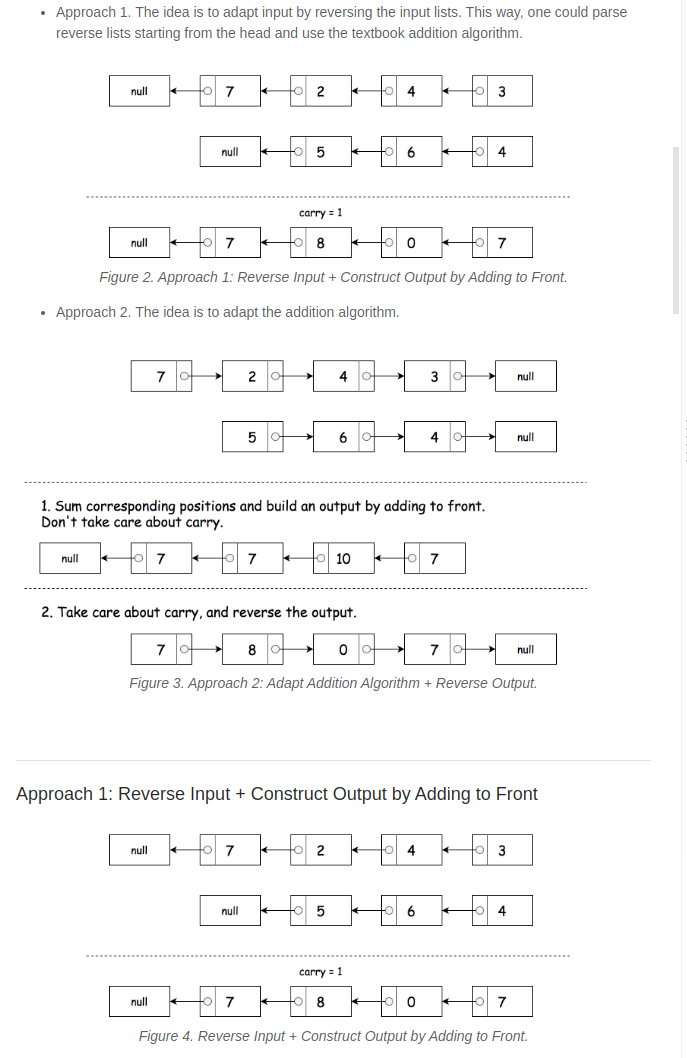 • Approach 1. The idea is to adapt input by reversing the input lists. This way, one could parse
reverse lists starting from the head and use the textbook addition algorithm.
null 7 2 4 3
null 5 6 4
carry = 1
null 7 8 0 7
Figure 2. Approach 1: Reverse Input + Construct Output by Adding to Front.
• Approach 2. The idea is to adapt the addition algorithm.
7 2 4 3 null
5 6 4 null
1. Sum corresponding positions and build an output by adding to front.
Don't take care about carry.
null 7 7 10 7
2. Take care about carry, and reverse the output.
7 8 0 7 null
Figure 3. Approach 2: Adapt Addition Algorithm + Reverse Output.
Approach 1: Reverse Input + Construct Output by Adding to Front
null 7 2 4 3
null 5 6 4
carry = 1
null 7 8 0 7
Figure 4. Reverse Input + Construct Output by Adding to Front.